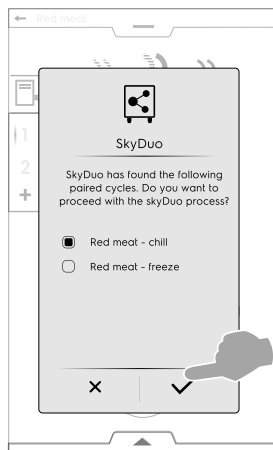 Red meat
SkyDuo
SkyDuo has found the following
paired cycles. Do you want to
proceed with the skyDuo process?
1
2
+
Red meat - chill
Red meat - freeze